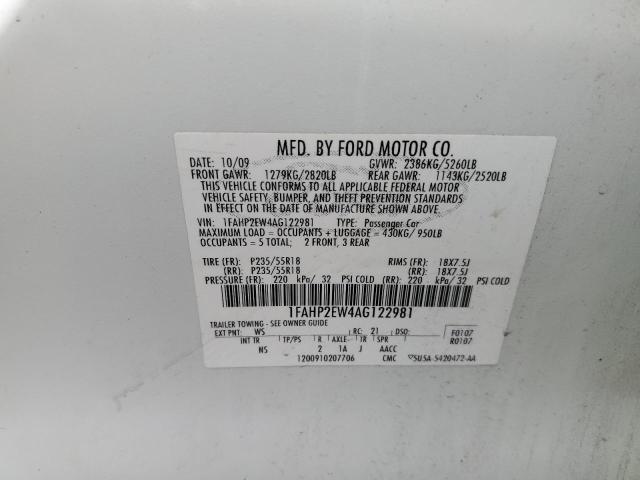 MFD. BY FORD MOTOR CO.
DATE: 10/09 GVWR: 2386KG/5260LB
FRONT GAWR: 1279KG/2820LB REAR GAWR: 1143KG/2520LB
THIS VEHICLE CONFORMS TO ALL APPLICABLE FEDERAL MOTOR
VEHICLE SAFETY, BUMPER, AND THEFT PREVENTION STANDARDS
IN EFFECT ON THE DATE OF MANUFACTURE SHOWN ABOVE.
VIN: 1FAHP2EW4AG122981 TYPE: Passenger Car
MAXIMUM LOAD = OCCUPANTS + LUGGAGE = 430KG/ 950LB
OCCUPANTS = 5 TOTAL; 2 FRONT, 3 REAR
TIRE (FR): P235/55R18 RIMS (FR): 18X7.5J
(RR): P235/55R18 (RR): 18X7.5J
PRESSURE (FR): 220 kPa/ 32 PSI COLD (RR): 220 kPa/ 32 PSI COLD
1FAHP2EW4AG122981
TRAILER TOWING - SEE OWNER GUIDE
EXT PNT: WS RC: 21 DSO: F0107
INT TR TP/PS R AXLE TR SPR R0107
NS 2 1A J AACC
1200910207706 CMC 5U5A-5420472-AA